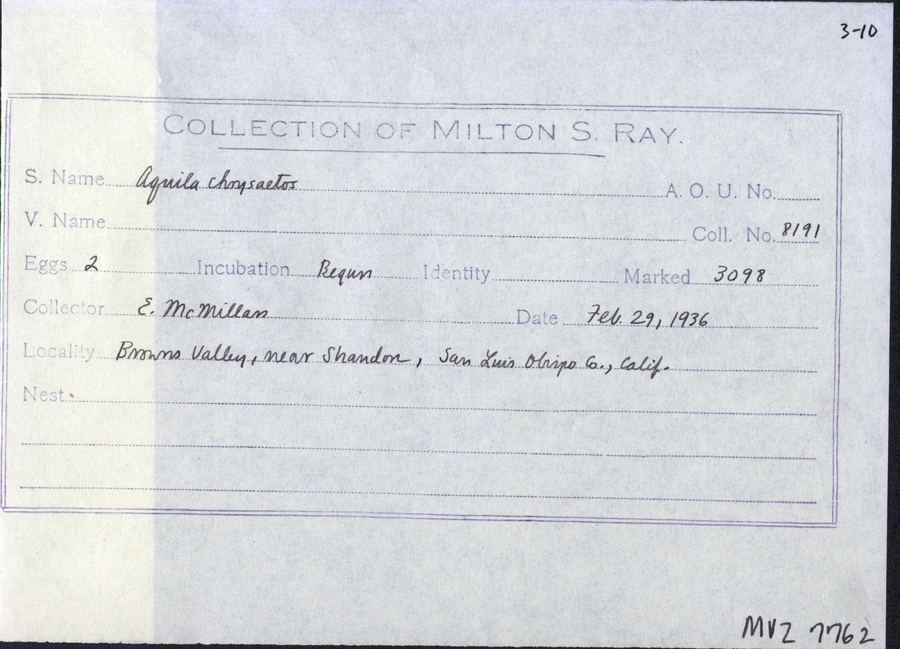 3-10
COLLECTION OF MILTON S. RAY.
S. Name Aquila chrysaetos A. O. U. No.
V. Name Coll. No. 8191
Eggs 2 Incubation Begun Identity Marked 3098
Collector E. McMillan Date Feb. 29, 1936
Locality Browns Valley, near Shandon, San Luis Obispo Co., Calif.
Nest
MVZ 7762